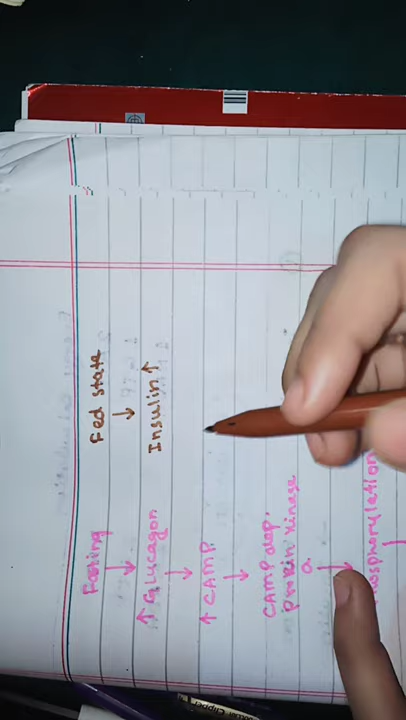 Fed state
↓
Insulin ↑
Fasting
↓
↑ Glucagon
↓
↑ CAMP
↓
CAMP dep.
Protein Kinase
a
↓
Phosphorylation